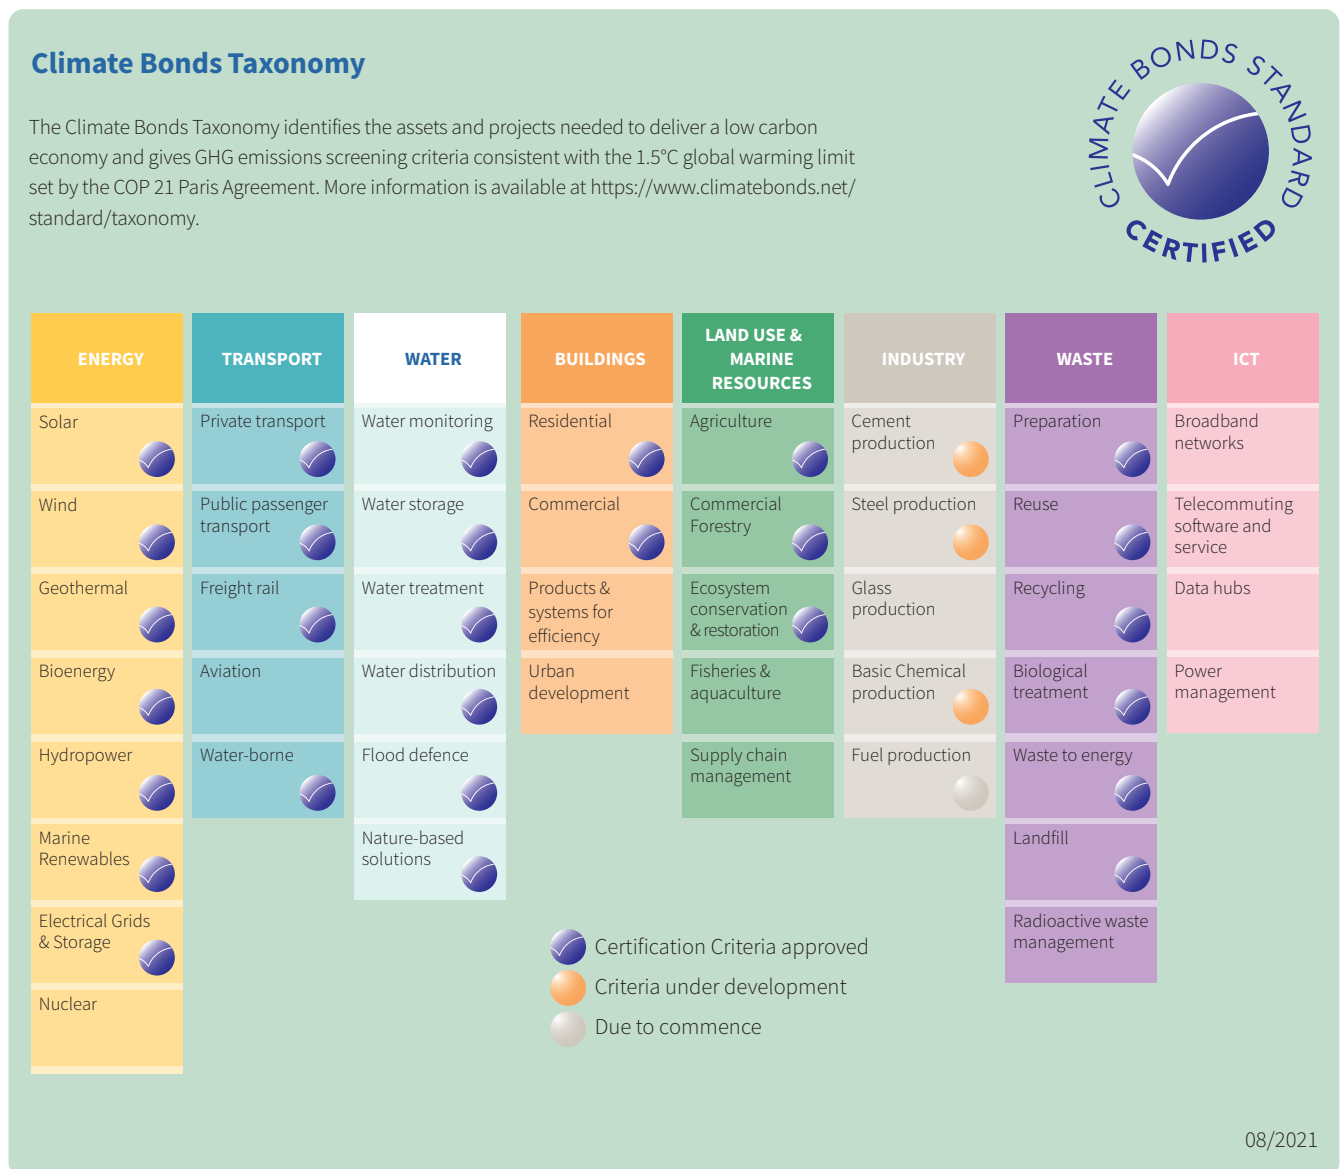 Climate Bonds Taxonomy
CLIMATE BONDS STANDARD
CERTIFIED
The Climate Bonds Taxonomy identifies the assets and projects needed to deliver a low carbon
economy and gives GHG emissions screening criteria consistent with the 1.5°C global warming limit
set by the COP 21 Paris Agreement. More information is available at https://www.climatebonds.net/
standard/taxonomy.
ENERGY
Solar
Wind
Geothermal
Bioenergy
Hydropower
Marine
Renewables
Electrical Grids
& Storage
Nuclear
TRANSPORT
Private transport
Public passenger
transport
Freight rail
Aviation
Water-borne
WATER
Water monitoring
Water storage
Water treatment
Water distribution
Flood defence
Nature-based
solutions
BUILDINGS
Residential
Commercial
Products &
systems for
efficiency
Urban
development
LAND USE &
MARINE
RESOURCES
Agriculture
Commercial
Forestry
Ecosystem
conservation
& restoration
Fisheries &
aquaculture
Supply chain
management
INDUSTRY
Cement
production
Steel production
Glass
production
Basic Chemical
production
Fuel production
WASTE
Preparation
Reuse
Recycling
Biological
treatment
Waste to energy
Landfill
Radioactive waste
management
ICT
Broadband
networks
Telecommuting
software and
service
Data hubs
Power
management
Certification Criteria approved
Criteria under development
Due to commence
08/2021